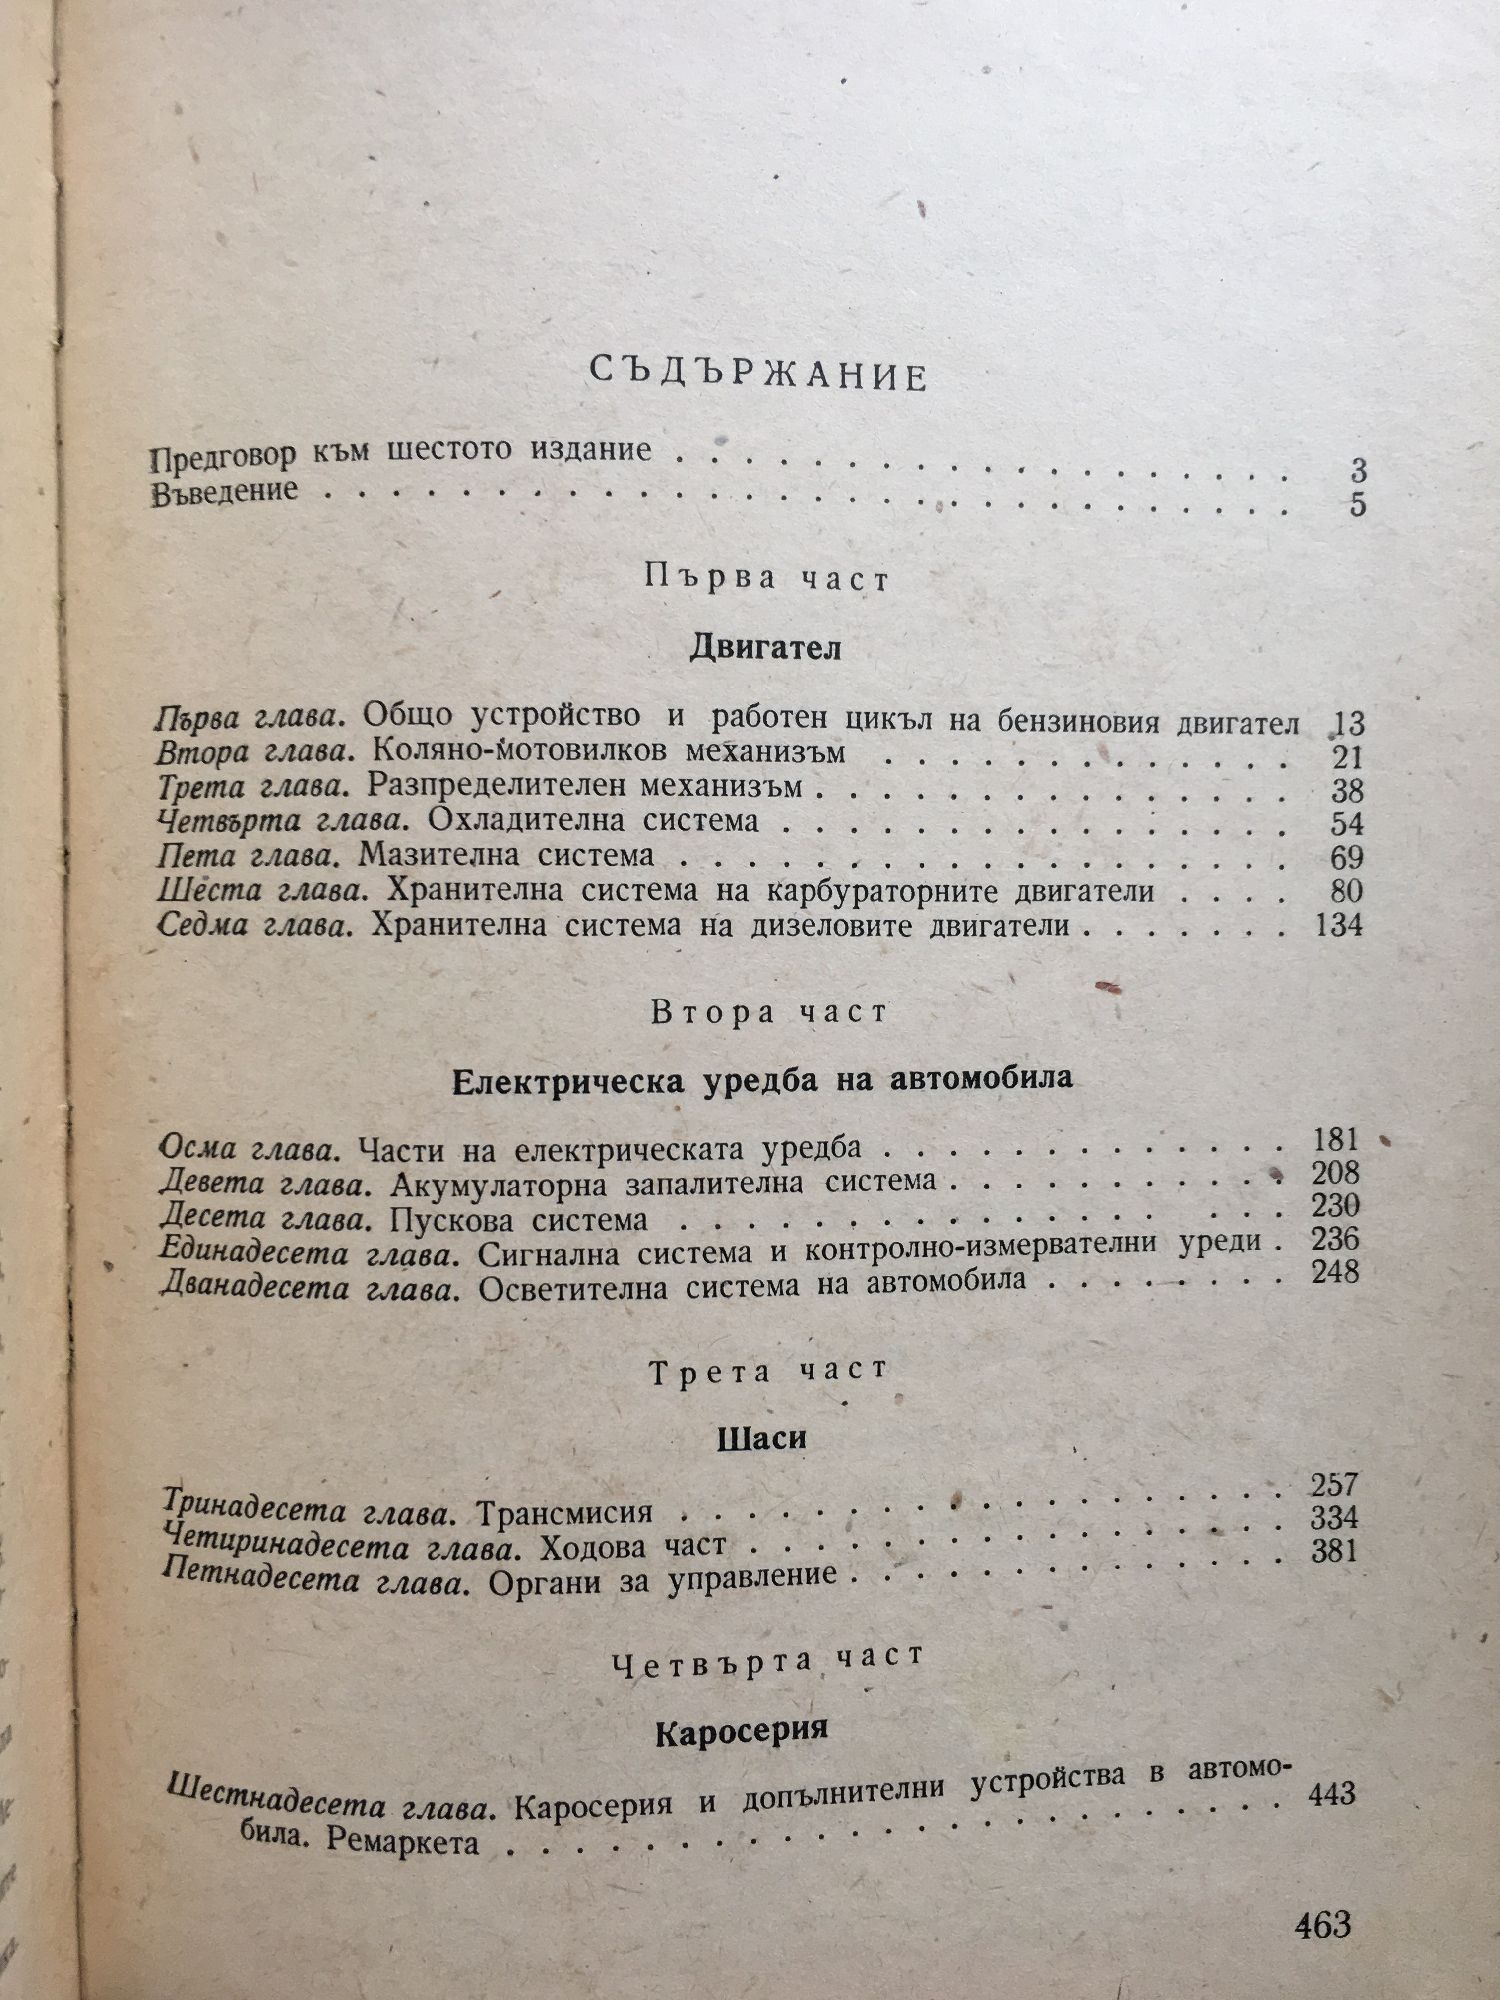 СЪДЪРЖАНИЕ
Предговор към шестото издание . . . . . . . . . . . . . . . . . . . 3
Въведение . . . . . . . . . . . . . . . . . . . . . . . . . . . . . 5
Първа част
Двигател
Първа глава. Общо устройство и работен цикъл на бензиновия двигател 13
Втора глава. Коляно-мотовилков механизъм . . . . . . . . . . . . . 21
Трета глава. Разпределителен механизъм . . . . . . . . . . . . . . . 38
Четвърта глава. Охладителна система . . . . . . . . . . . . . . . . 54
Пета глава. Мазителна система . . . . . . . . . . . . . . . . . . . 69
Шеста глава. Хранителна система на карбураторните двигатели . . . . 80
Седма глава. Хранителна система на дизеловите двигатели . . . . . . . 134
Втора част
Електрическа уредба на автомобила
Осма глава. Части на електрическата уредба . . . . . . . . . . . . . 181
Девета глава. Акумулаторна запалителна система . . . . . . . . . . . 208
Десета глава. Пускова система . . . . . . . . . . . . . . . . . . 230
Единадесета глава. Сигнална система и контролно-измервателни уреди . 236
Дванадесета глава. Осветителна система на автомобила . . . . . . . . 248
Трета част
Шаси
Тринадесета глава. Трансмисия . . . . . . . . . . . . . . . . . . . 257
Четиринадесета глава. Ходова част . . . . . . . . . . . . . . . . . 334
Петнадесета глава. Органи за управление . . . . . . . . . . . . . . 381
Четвърта част
Каросерия
Шестнадесета глава. Каросерия и допълнителни устройства в автомо-
била. Ремаркета . . . . . . . . . . . . . . . . . . . . . . . . 443
463